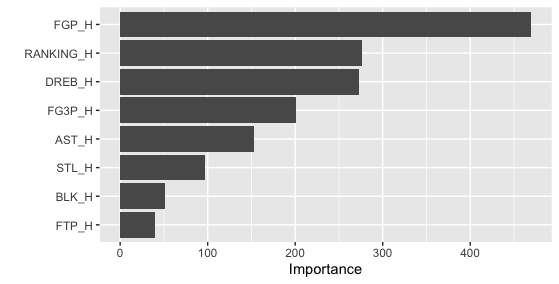 FGP_H
RANKING_H
DREB_H
FG3P_H
AST_H
STL_H
BLK_H
FTP_H
0 100 200 300 400
Importance